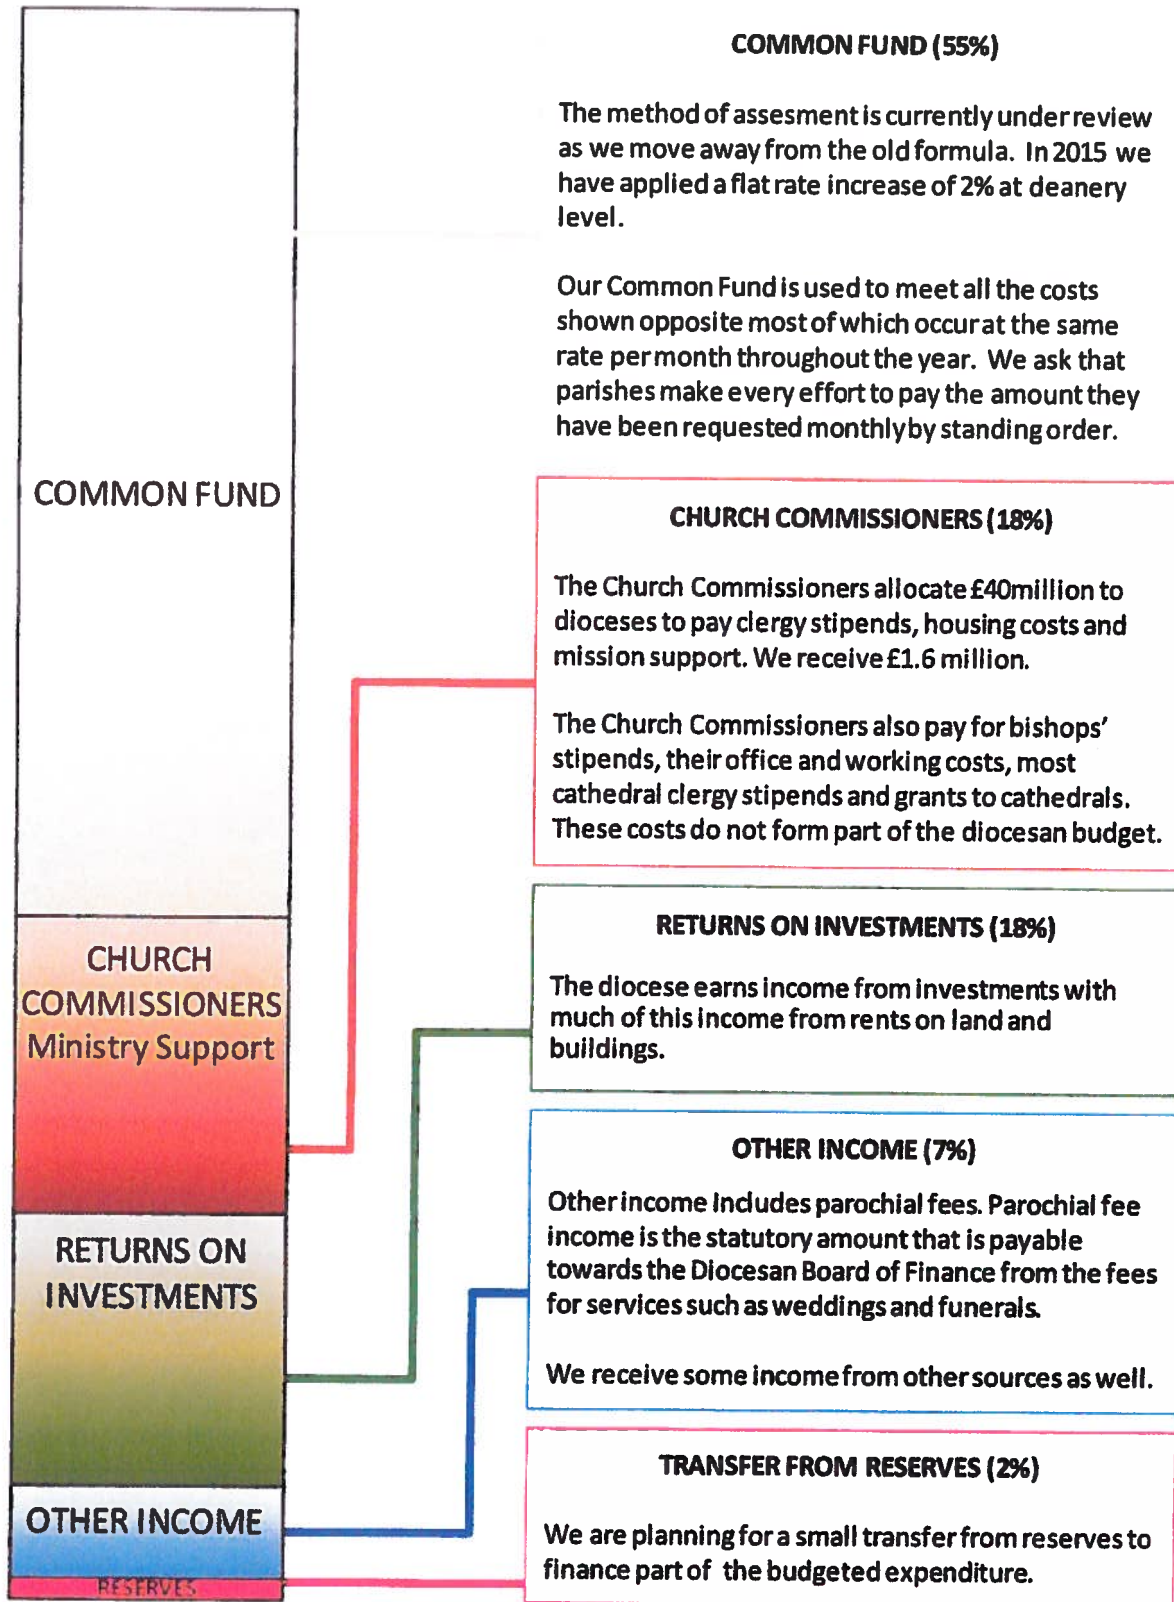 COMMON FUND
CHURCH
COMMISSIONERS
Ministry Support
RETURNS ON
INVESTMENTS
OTHER INCOME
RESERVES
COMMON FUND (55%)
The method of assesment is currently under review
as we move away from the old formula. In 2015 we
have applied a flat rate increase of 2% at deanery
level.
Our Common Fund is used to meet all the costs
shown opposite most of which occur at the same
rate per month throughout the year. We ask that
parishes make every effort to pay the amount they
have been requested monthly by standing order.
CHURCH COMMISSIONERS (18%)
The Church Commissioners allocate £40million to
dioceses to pay clergy stipends, housing costs and
mission support. We receive £1.6 million.
The Church Commissioners also pay for bishops'
stipends, their office and working costs, most
cathedral clergy stipends and grants to cathedrals.
These costs do not form part of the diocesan budget.
RETURNS ON INVESTMENTS (18%)
The diocese earns income from investments with
much of this income from rents on land and
buildings.
OTHER INCOME (7%)
Other income includes parochial fees. Parochial fee
income is the statutory amount that is payable
towards the Diocesan Board of Finance from the fees
for services such as weddings and funerals.
We receive some income from other sources as well.
TRANSFER FROM RESERVES (2%)
We are planning for a small transfer from reserves to
finance part of the budgeted expenditure.